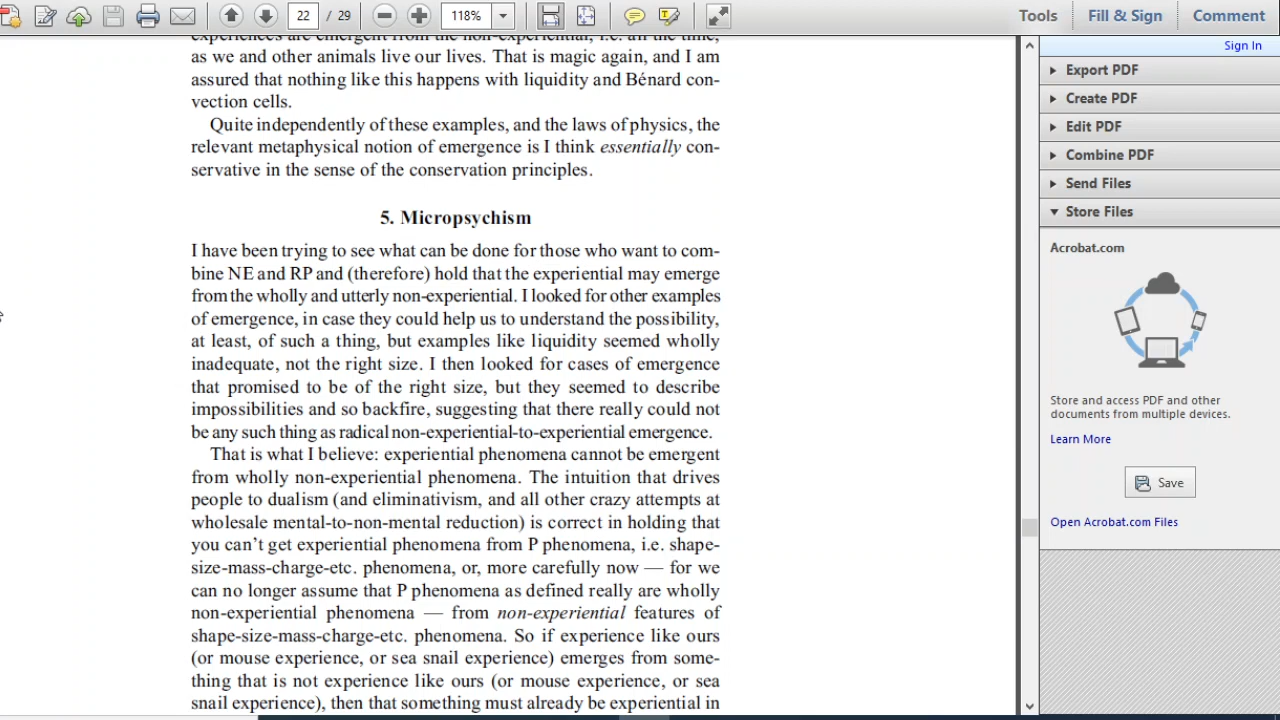 22 / 29
118%
Tools
Fill & Sign
Comment
Sign In
Export PDF
Create PDF
Edit PDF
Combine PDF
Send Files
Store Files
Acrobat.com
Store and access PDF and other
documents from multiple devices.
Learn More
Save
Open Acrobat.com Files
experiences are emergent from the non-experiential, i.e. all the time,
as we and other animals live our lives. That is magic again, and I am
assured that nothing like this happens with liquidity and Bénard con-
vection cells.
Quite independently of these examples, and the laws of physics, the
relevant metaphysical notion of emergence is I think essentially con-
servative in the sense of the conservation principles.
5. Micropsychism
I have been trying to see what can be done for those who want to com-
bine NE and RP and (therefore) hold that the experiential may emerge
from the wholly and utterly non-experiential. I looked for other examples
of emergence, in case they could help us to understand the possibility,
at least, of such a thing, but examples like liquidity seemed wholly
inadequate, not the right size. I then looked for cases of emergence
that promised to be of the right size, but they seemed to describe
impossibilities and so backfire, suggesting that there really could not
be any such thing as radical non-experiential-to-experiential emergence.
That is what I believe: experiential phenomena cannot be emergent
from wholly non-experiential phenomena. The intuition that drives
people to dualism (and eliminativism, and all other crazy attempts at
wholesale mental-to-non-mental reduction) is correct in holding that
you can’t get experiential phenomena from P phenomena, i.e. shape-
size-mass-charge-etc. phenomena, or, more carefully now — for we
can no longer assume that P phenomena as defined really are wholly
non-experiential phenomena — from non-experiential features of
shape-size-mass-charge-etc. phenomena. So if experience like ours
(or mouse experience, or sea snail experience) emerges from some-
thing that is not experience like ours (or mouse experience, or sea
snail experience), then that something must already be experiential in